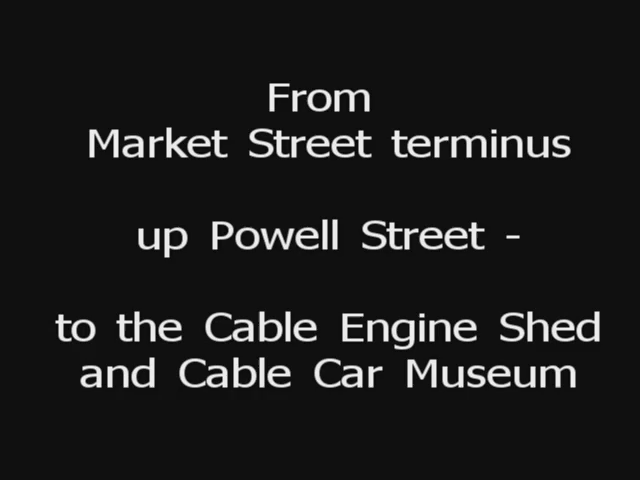 From
Market Street terminus
up Powell Street -
to the Cable Engine Shed
and Cable Car Museum